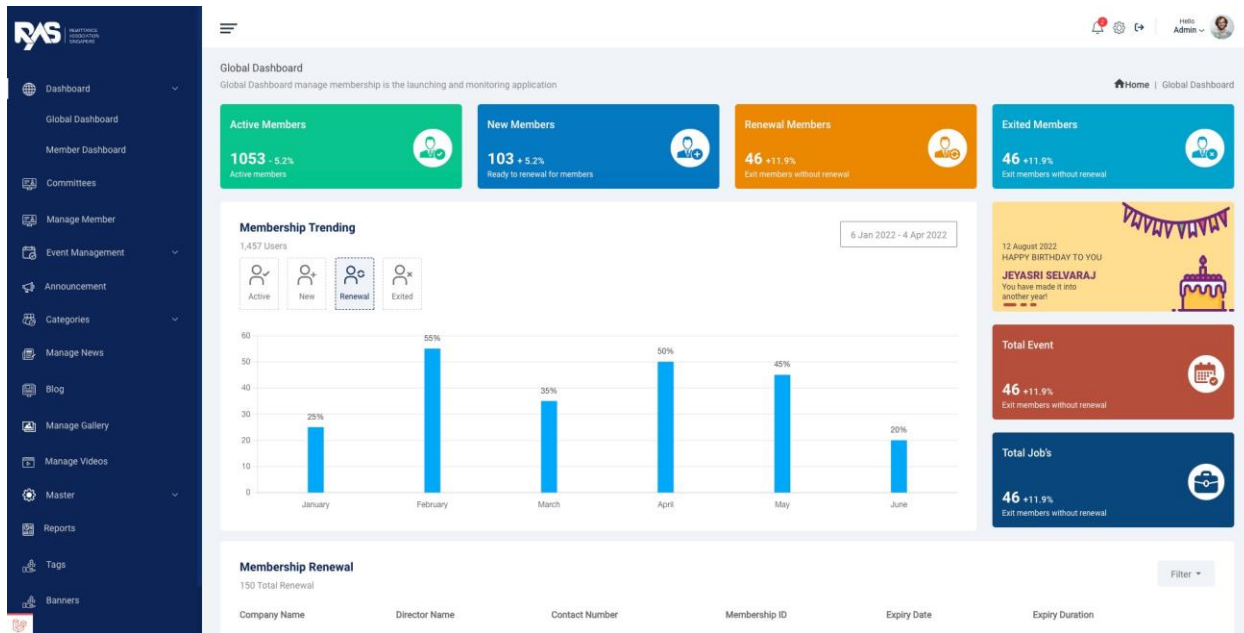 RAS
REMITTANCE
ASSOCIATION
SINGAPORE
Dashboard
Global Dashboard
Member Dashboard
Committees
Manage Member
Event Management
Announcement
Categories
Manage News
Blog
Manage Gallery
Manage Videos
Master
Reports
Tags
Banners
Hello
Admin
Global Dashboard
Global Dashboard manage membership is the launching and monitoring application
Home | Global Dashboard
Active Members
1053 - 5.2%
Active members
New Members
103 + 5.2%
Ready to renewal for members
Renewal Members
46 +11.9%
Exit members without renewal
Exited Members
46 +11.9%
Exit members without renewal
Membership Trending
1,457 Users
6 Jan 2022 - 4 Apr 2022
Active
New
Renewal
Exited
60
50
40
30
20
10
0
25%
55%
35%
50%
45%
20%
January
February
March
April
May
June
12 August 2022
HAPPY BIRTHDAY TO YOU
JEYASRI SELVARAJ
You have made it into
another year!
Total Event
46 +11.9%
Exit members without renewal
Total Job's
46 +11.9%
Exit members without renewal
Membership Renewal
150 Total Renewal
Filter
Company Name Director Name Contact Number Membership ID Expiry Date Expiry Duration